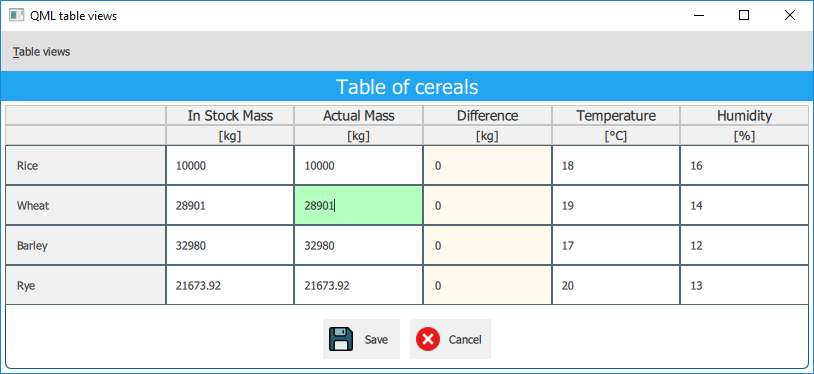 QML table views
Table views
Table of cereals
In Stock Mass Actual Mass Difference Temperature Humidity
[kg] [kg] [kg] [°C] [%]
Rice 10000 10000 0 18 16
Wheat 28901 28901 0 19 14
Barley 32980 32980 0 17 12
Rye 21673.92 21673.92 0 20 13
Save Cancel